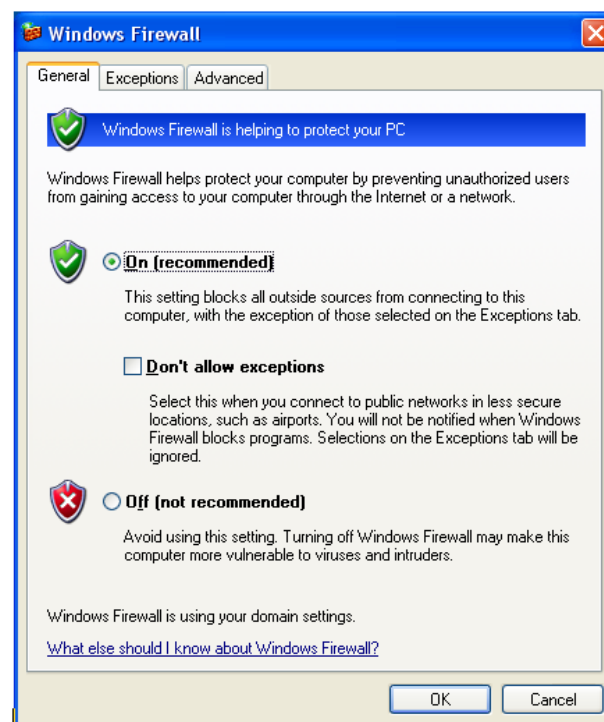 Windows Firewall
General Exceptions Advanced
Windows Firewall is helping to protect your PC
Windows Firewall helps protect your computer by preventing unauthorized users
from gaining access to your computer through the Internet or a network.
On (recommended)
This setting blocks all outside sources from connecting to this
computer, with the exception of those selected on the Exceptions tab.
Don't allow exceptions
Select this when you connect to public networks in less secure
locations, such as airports. You will not be notified when Windows
Firewall blocks programs. Selections on the Exceptions tab will be
ignored.
Off (not recommended)
Avoid using this setting. Turning off Windows Firewall may make this
computer more vulnerable to viruses and intruders.
Windows Firewall is using your domain settings.
What else should I know about Windows Firewall?
OK Cancel